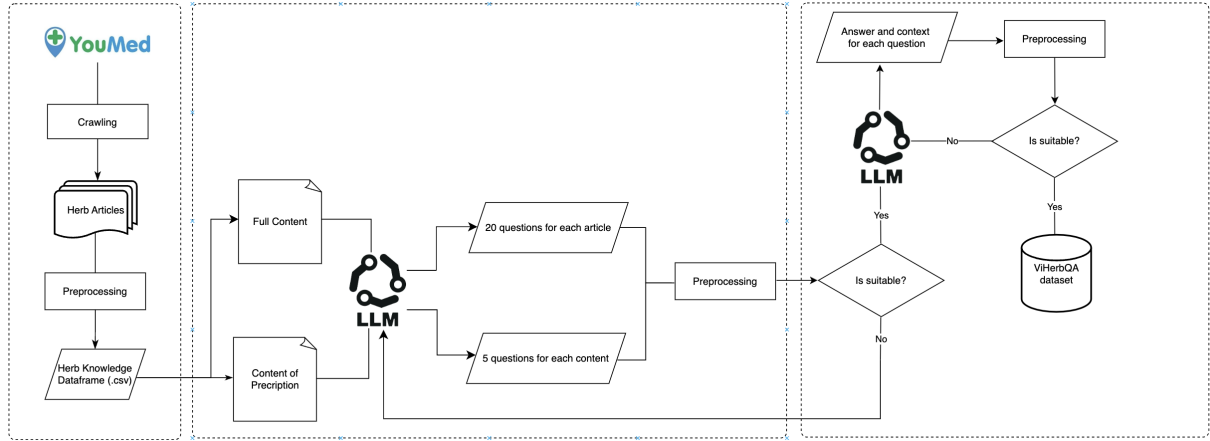 YouMed
Crawling
Herb Articles
Preprocessing
Herb Knowledge
Dataframe (.csv)
Full Content
Content of
Precription
LLM
20 questions for each article
5 questions for each content
Preprocessing
Is suitable?
Yes
No
LLM
Answer and context
for each question
Preprocessing
Is suitable?
No
Yes
ViHerbQA
dataset